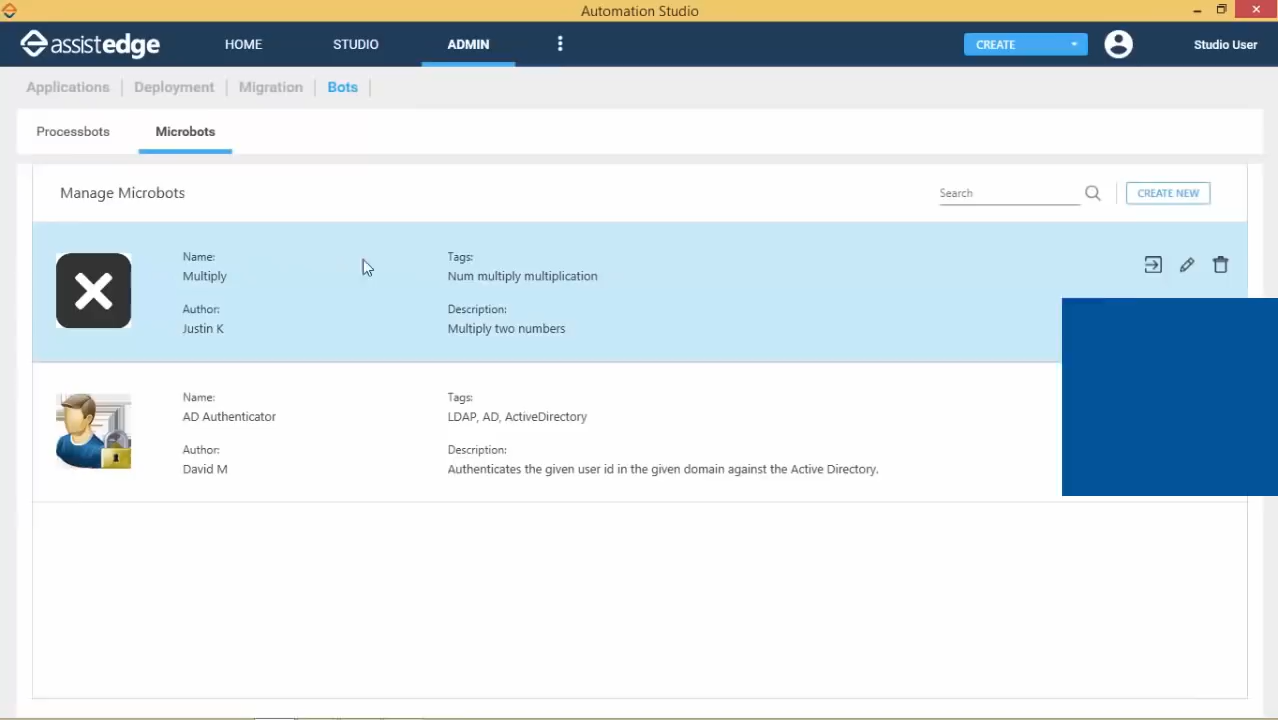 Automation Studio
assistedge HOME STUDIO ADMIN CREATE Studio User
Applications Deployment Migration Bots
Processbots Microbots
Manage Microbots Search CREATE NEW
Name: Tags:
Multiply Num multiply multiplication
Author: Description:
Justin K Multiply two numbers
Name: Tags:
AD Authenticator LDAP, AD, ActiveDirectory
Author: Description:
David M Authenticates the given user id in the given domain against the Active Directory.